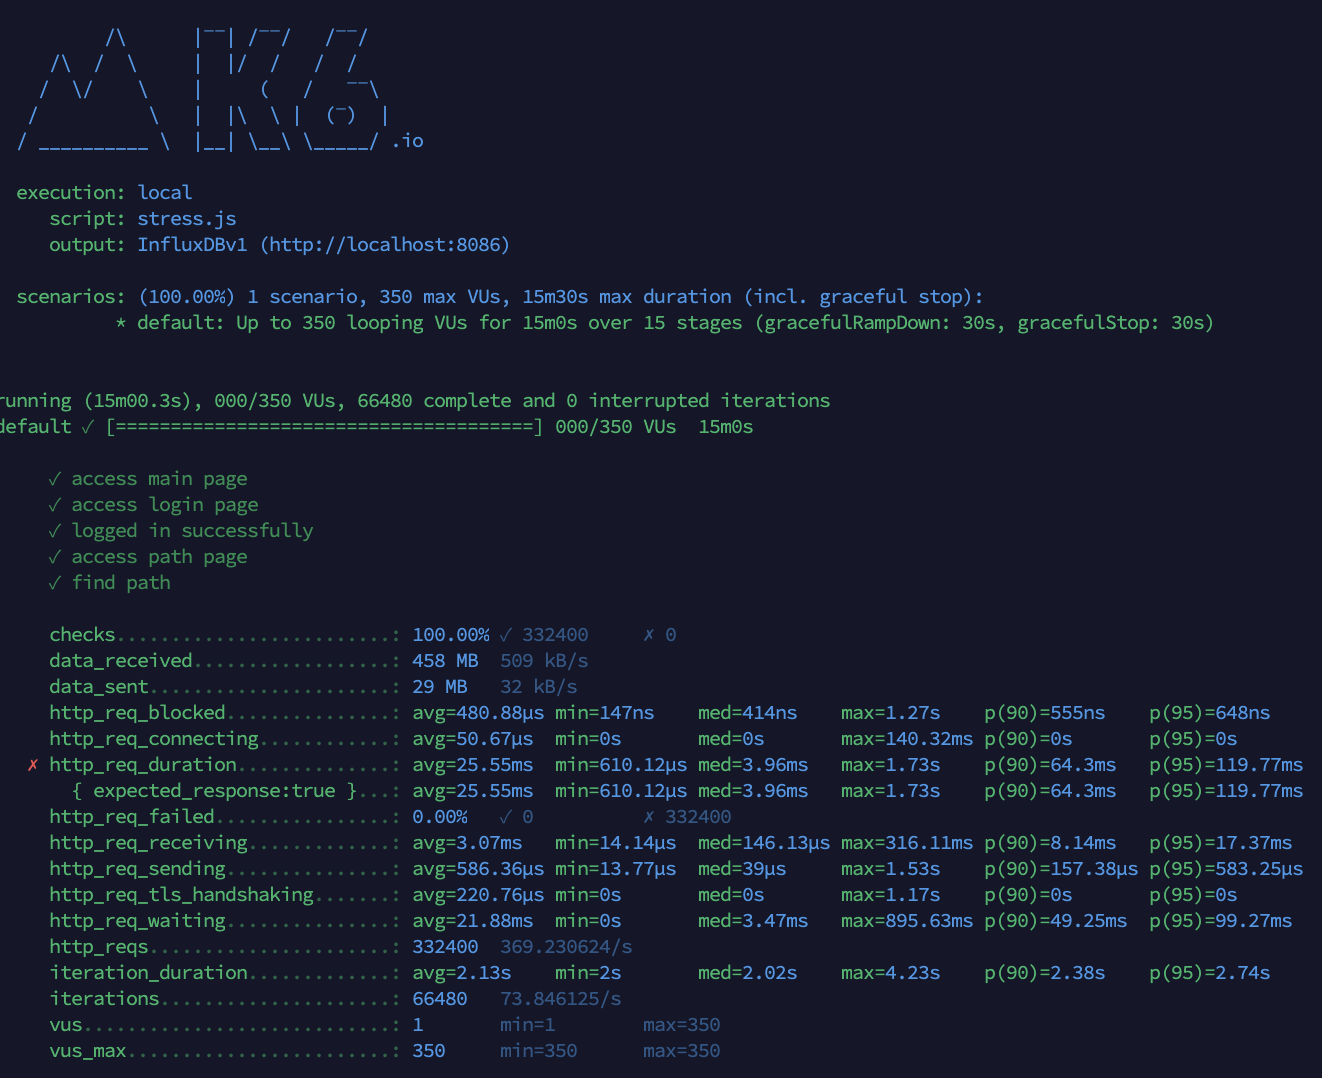 /\      |‾‾| /‾‾/   /‾‾/
/\  /  \     |  |/  /   /  /
/  \/    \    |     (   /   ‾‾\
/          \   |  |\  \ |  (‾)  |
/ __________ \  |__| \__\ \_____/ .io
execution: local
script: stress.js
output: InfluxDBv1 (http://localhost:8086)
scenarios: (100.00%) 1 scenario, 350 max VUs, 15m30s max duration (incl. graceful stop):
* default: Up to 350 looping VUs for 15m0s over 15 stages (gracefulRampDown: 30s, gracefulStop: 30s)
running (15m00.3s), 000/350 VUs, 66480 complete and 0 interrupted iterations
default ✓ [======================================] 000/350 VUs  15m0s
✓ access main page
✓ access login page
✓ logged in successfully
✓ access path page
✓ find path
checks.........................: 100.00% ✓ 332400     ✗ 0
data_received..................: 458 MB  509 kB/s
data_sent......................: 29 MB   32 kB/s
http_req_blocked...............: avg=480.88µs min=147ns    med=414ns    max=1.27s    p(90)=555ns    p(95)=648ns
http_req_connecting............: avg=50.67µs  min=0s       med=0s       max=140.32ms p(90)=0s       p(95)=0s
✗ http_req_duration..............: avg=25.55ms  min=610.12µs med=3.96ms   max=1.73s    p(90)=64.3ms   p(95)=119.77ms
{ expected_response:true }...: avg=25.55ms  min=610.12µs med=3.96ms   max=1.73s    p(90)=64.3ms   p(95)=119.77ms
http_req_failed................: 0.00%   ✓ 0          ✗ 332400
http_req_receiving.............: avg=3.07ms   min=14.14µs  med=146.13µs max=316.11ms p(90)=8.14ms   p(95)=17.37ms
http_req_sending...............: avg=586.36µs min=13.77µs  med=39µs     max=1.53s    p(90)=157.38µs p(95)=583.25µs
http_req_tls_handshaking.......: avg=220.76µs min=0s       med=0s       max=1.17s    p(90)=0s       p(95)=0s
http_req_waiting...............: avg=21.88ms  min=0s       med=3.47ms   max=895.63ms p(90)=49.25ms  p(95)=99.27ms
http_reqs......................: 332400  369.230624/s
iteration_duration.............: avg=2.13s    min=2s       med=2.02s    max=4.23s    p(90)=2.38s    p(95)=2.74s
iterations.....................: 66480   73.846125/s
vus............................: 1       min=1        max=350
vus_max........................: 350     min=350      max=350